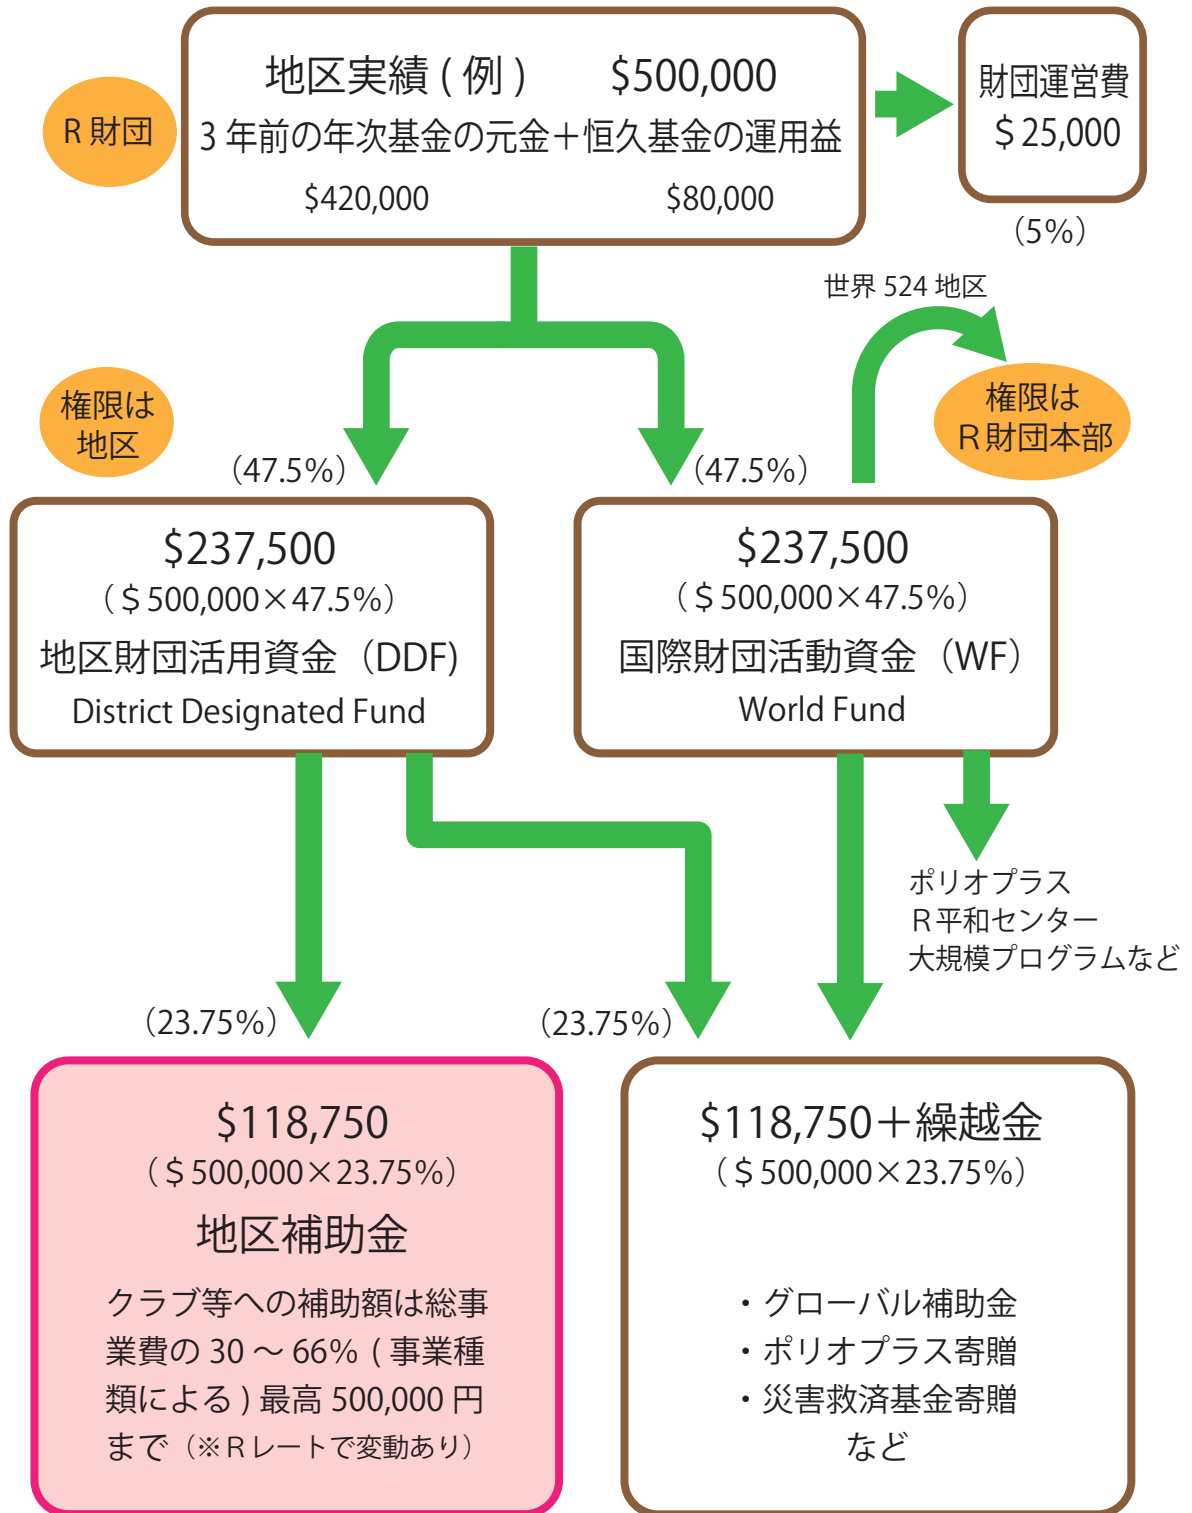 地区実績 ( 例 )　$500,000
3 年前の年次基金の元金＋恒久基金の運用益
$420,000　$80,000
R 財団
財団運営費
＄25,000
（5%）
世界 524 地区
権限は
地区
権限は
Ｒ財団本部
（47.5%）
（47.5%）
$237,500
（＄500,000×47.5%）
地区財団活用資金（DDF)
District Designated Fund
$237,500
（＄500,000×47.5%）
国際財団活動資金（WF）
World Fund
ポリオプラス
Ｒ平和センター
大規模プログラムなど
（23.75%）
（23.75%）
$118,750
（＄500,000×23.75%）
地区補助金
クラブ等への補助額は総事
業費の 30 ～ 66% ( 事業種
類による ) 最高 500,000 円
まで（※Ｒレートで変動あり）
$118,750＋繰越金
（＄500,000×23.75%）
・グローバル補助金
・ポリオプラス寄贈
・災害救済基金寄贈
など